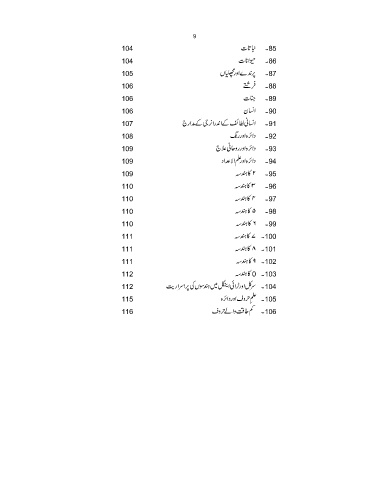 9
85۔ نباتات 104
86۔ حیوانات 104
87۔ پرندے اور مچھلیاں 105
88۔ فرشتے 106
89۔ جنات 106
90۔ انسان 106
91۔ انسانی لطائف کے اندر انرجی کے مدارج 107
92۔ دائرہ اور رنگ 108
93۔ دائرہ اور روحانی علاج 109
94۔ دائرہ اور علم الاعداد 109
95۔ ۲ کا ہندسہ 109
96۔ ۳ کا ہندسہ 110
97۔ ۴ کا ہندسہ 110
98۔ ۵ کا ہندسہ 110
99۔ ۶ کا ہندسہ 110
100۔ ۷ کا ہندسہ 111
101۔ ۸ کا ہندسہ 111
102۔ ۹ کا ہندسہ 111
103۔ 0 کا ہندسہ 112
104۔ سرکل اور ٹرائی اینگل میں ہندسوں کی پراسراریت 112
105۔ علم حروف اور دائرہ 115
106۔ کم طاقت والے حروف 116